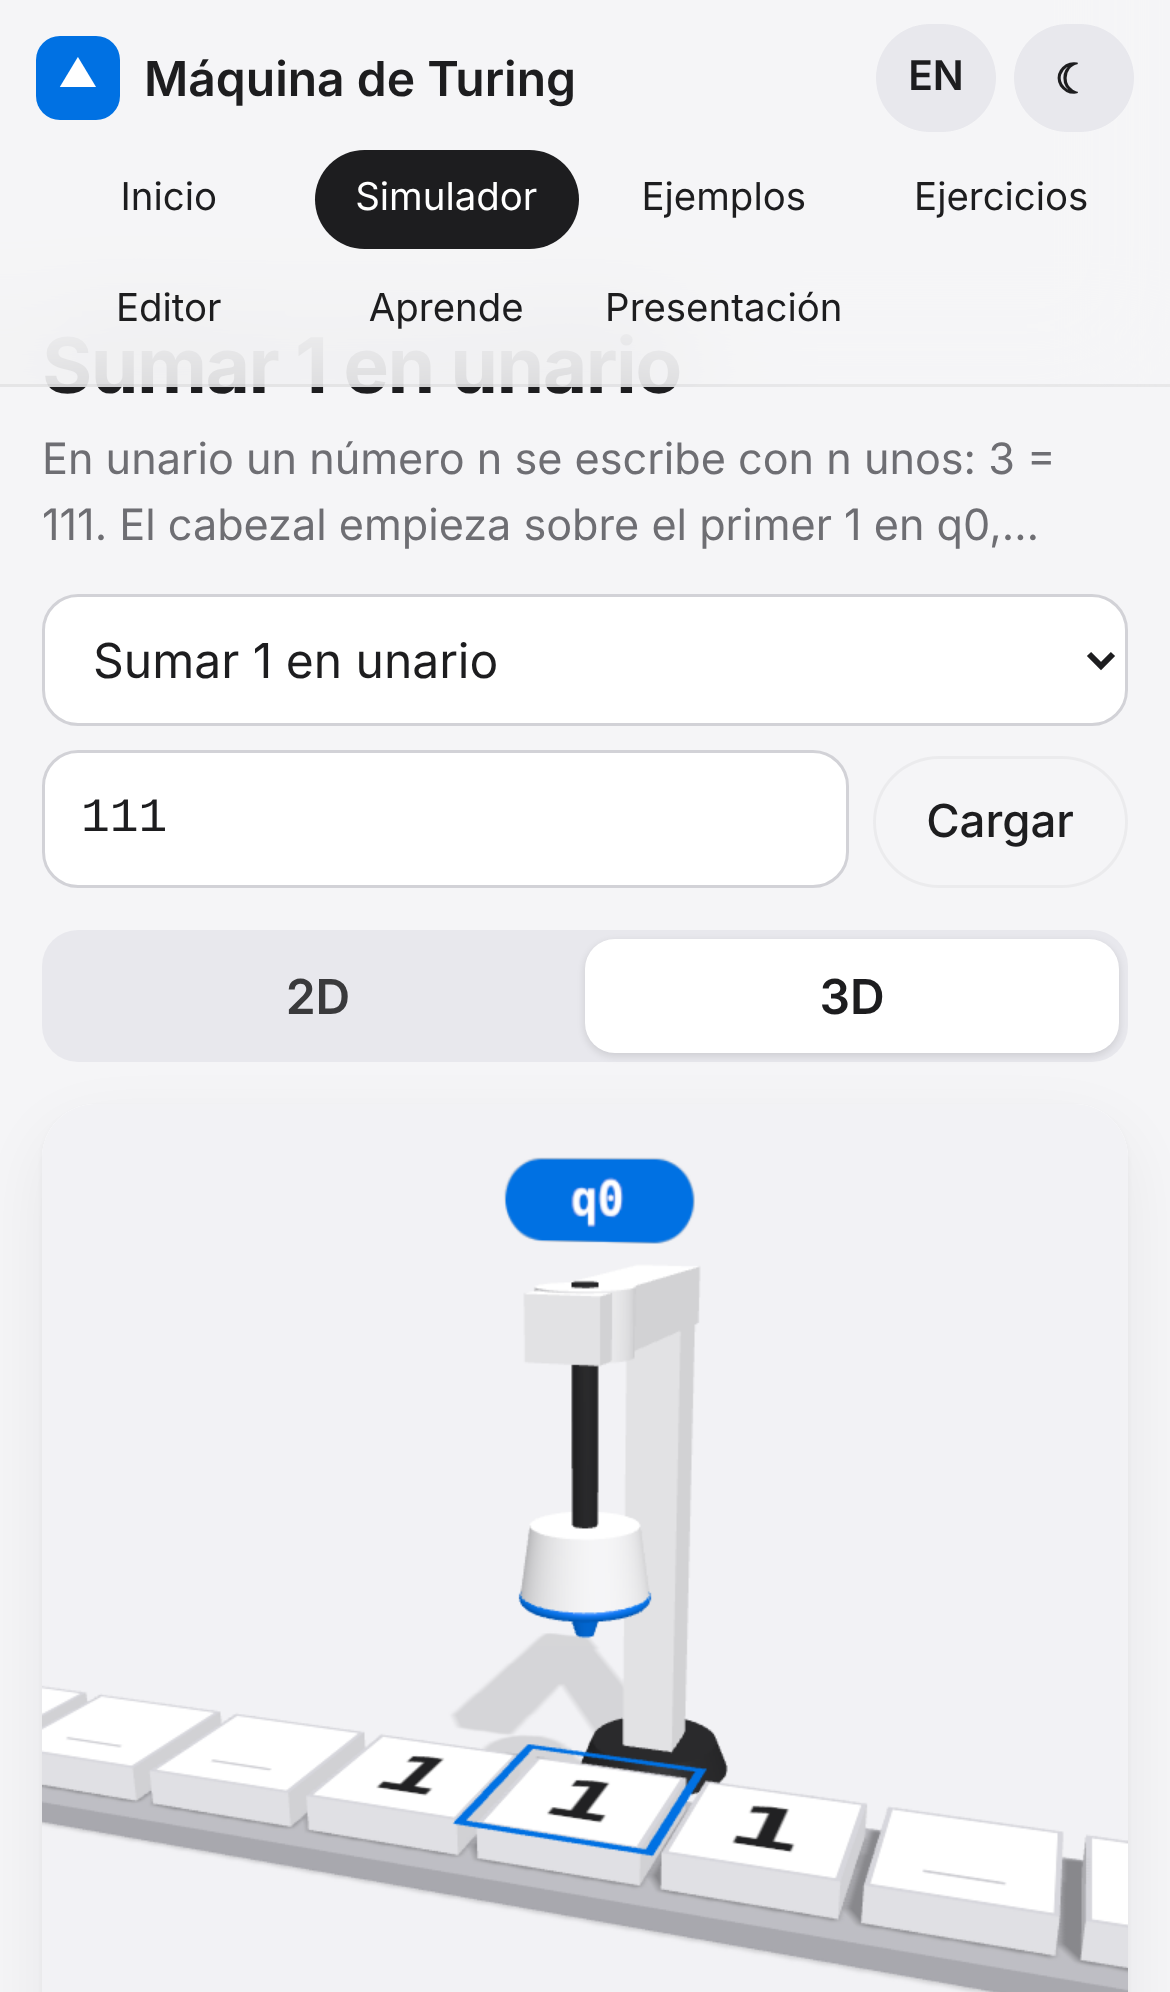 Máquina de Turing
EN
Inicio
Simulador
Ejemplos
Ejercicios
Editor
Aprende
Presentación
Sumar 1 en unario
En unario un número n se escribe con n unos: 3 =
111. El cabezal empieza sobre el primer 1 en q0,...
Sumar 1 en unario
111
Cargar
2D
3D
q0
_ _ 1 1 1 _